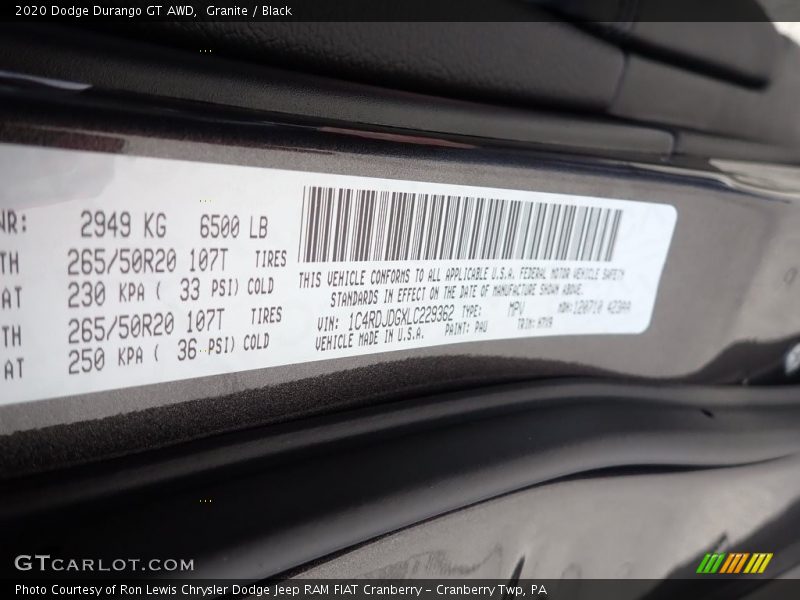 2020 Dodge Durango GT AWD, Granite / Black
WR: 2949 KG 6500 LB
TH 265/50R20 107T TIRES
AT 230 KPA ( 33 PSI) COLD
TH 265/50R20 107T TIRES
AT 250 KPA ( 36 PSI) COLD
THIS VEHICLE CONFORMS TO ALL APPLICABLE U.S.A. FEDERAL MOTOR VEHICLE SAFETY
STANDARDS IN EFFECT ON THE DATE OF MANUFACTURE SHOWN ABOVE.
VIN: 1C4RDJDGXLC229362 TYPE: MPV MDH: 120710 423AA
VEHICLE MADE IN U.S.A. PAINT: PAU TRIM:
GTCARLOT.COM
Photo Courtesy of Ron Lewis Chrysler Dodge Jeep RAM FIAT Cranberry – Cranberry Twp, PA